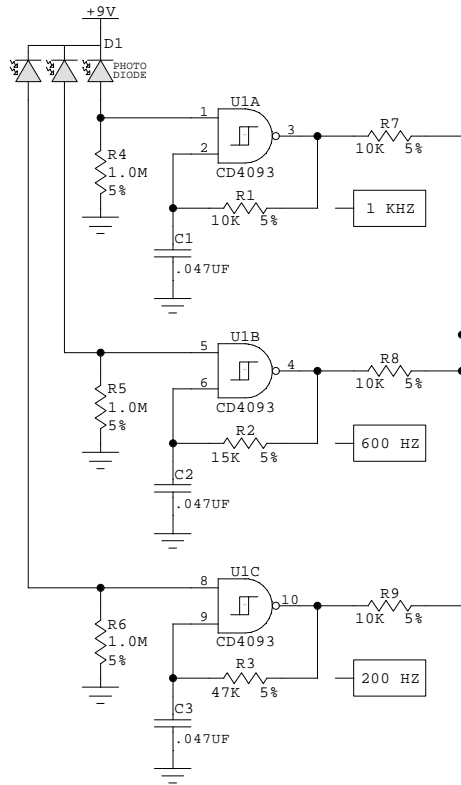 +9V
D1
PHOTO
DIODE
U1A
1
2
3
CD4093
R7
10K 5%
R4
1.0M
5%
R1
10K 5%
1 KHZ
C1
.047UF
U1B
5
6
4
CD4093
R8
10K 5%
R5
1.0M
5%
R2
15K 5%
600 HZ
C2
.047UF
U1C
8
9
10
CD4093
R9
10K 5%
R6
1.0M
5%
R3
47K 5%
200 HZ
C3
.047UF